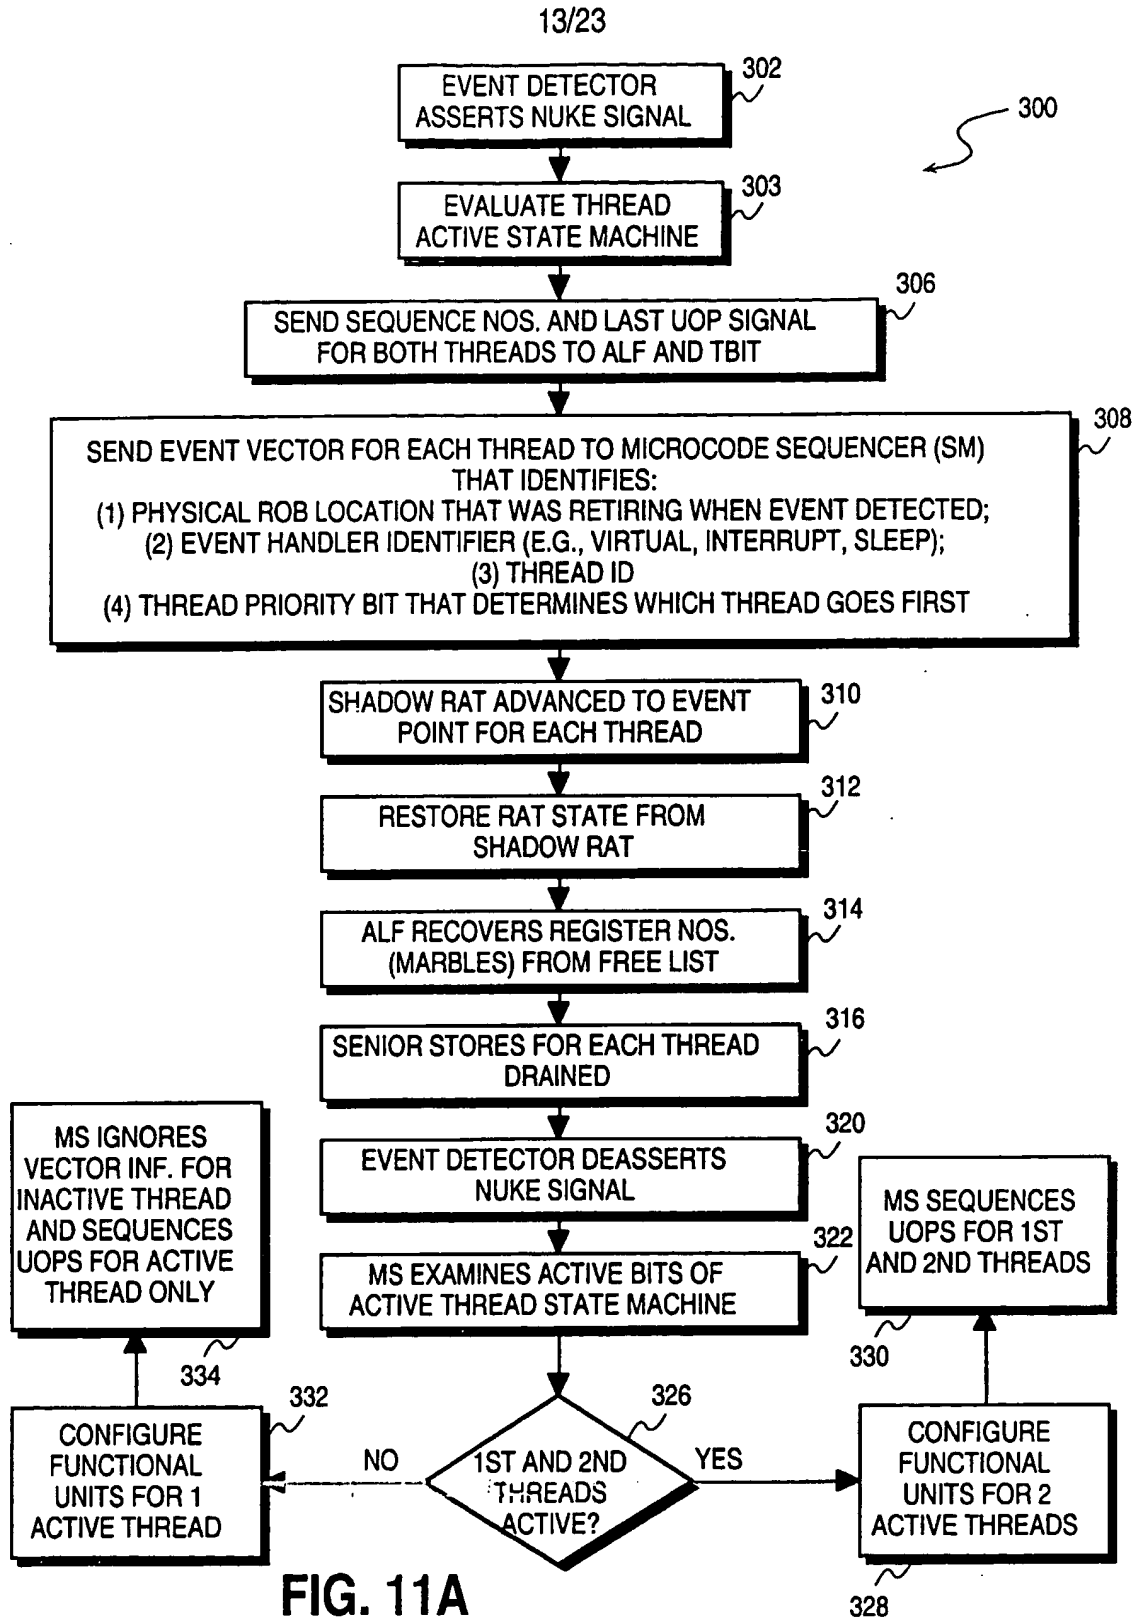 13/23
302
EVENT DETECTOR
ASSERTS NUKE SIGNAL
300
303
EVALUATE THREAD
ACTIVE STATE MACHINE
306
SEND SEQUENCE NOS. AND LAST UOP SIGNAL
FOR BOTH THREADS TO ALF AND TBIT
308
SEND EVENT VECTOR FOR EACH THREAD TO MICROCODE SEQUENCER (SM)
THAT IDENTIFIES:
(1) PHYSICAL ROB LOCATION THAT WAS RETIRING WHEN EVENT DETECTED;
(2) EVENT HANDLER IDENTIFIER (E.G., VIRTUAL, INTERRUPT, SLEEP);
(3) THREAD ID
(4) THREAD PRIORITY BIT THAT DETERMINES WHICH THREAD GOES FIRST
310
SHADOW RAT ADVANCED TO EVENT
POINT FOR EACH THREAD
312
RESTORE RAT STATE FROM
SHADOW RAT
314
ALF RECOVERS REGISTER NOS.
(MARBLES) FROM FREE LIST
316
SENIOR STORES FOR EACH THREAD
DRAINED
320
EVENT DETECTOR DEASSERTS
NUKE SIGNAL
322
MS EXAMINES ACTIVE BITS OF
ACTIVE THREAD STATE MACHINE
326
1ST AND 2ND
THREADS
ACTIVE?
NO
332
CONFIGURE
FUNCTIONAL
UNITS FOR 1
ACTIVE THREAD
334
MS IGNORES
VECTOR INF. FOR
INACTIVE THREAD
AND SEQUENCES
UOPS FOR ACTIVE
THREAD ONLY
YES
CONFIGURE
FUNCTIONAL
UNITS FOR 2
ACTIVE THREADS
328
MS SEQUENCES
UOPS FOR 1ST
AND 2ND THREADS
330
FIG. 11A